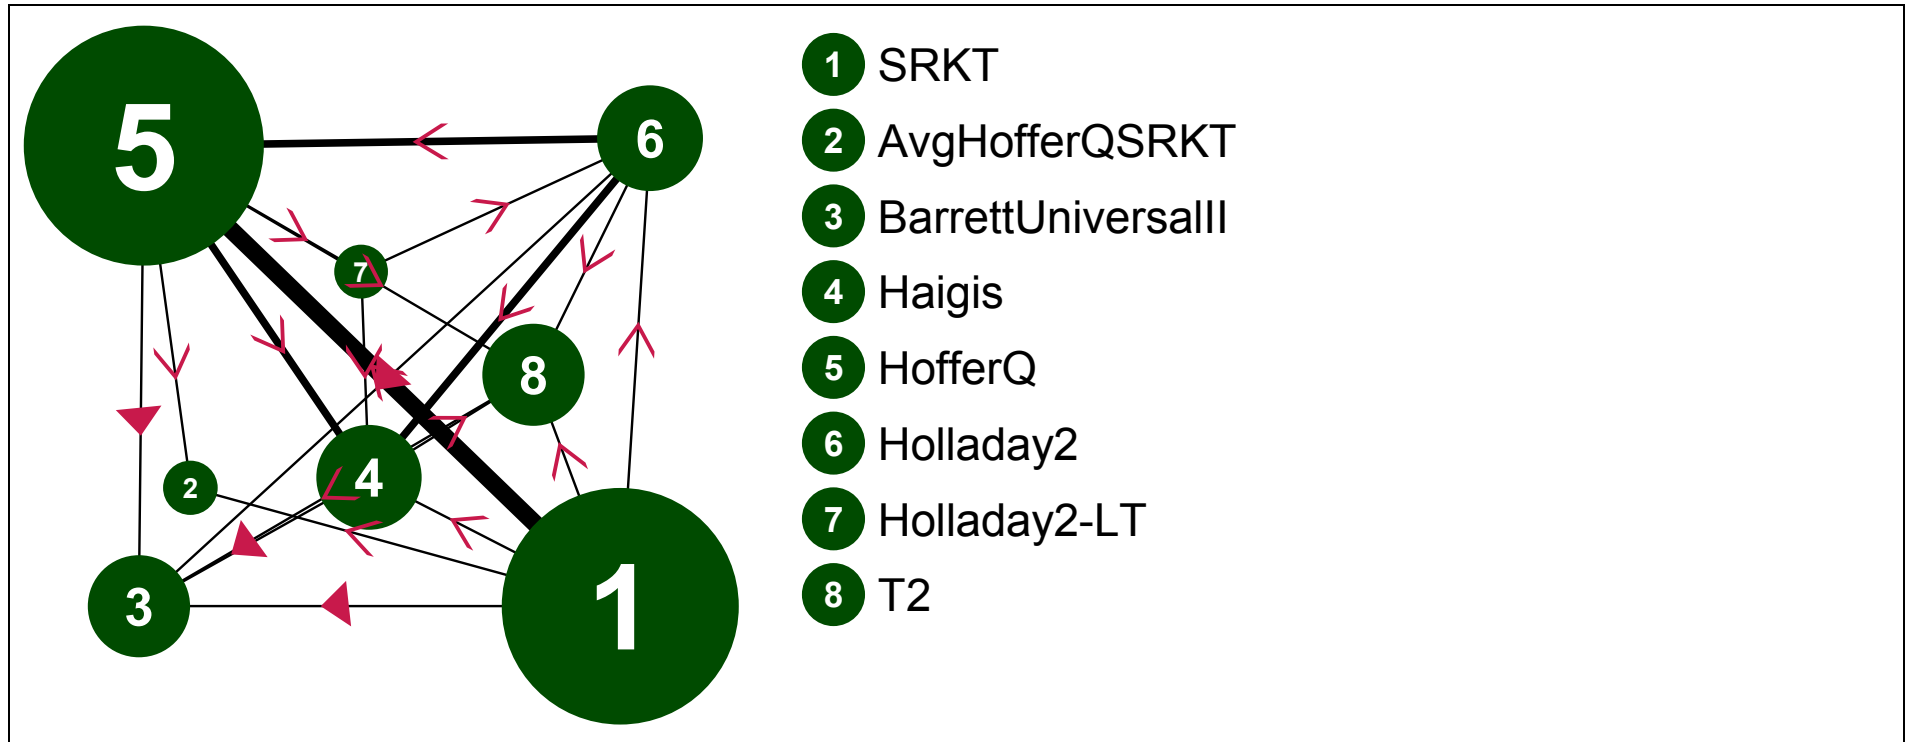 5
6
7
8
4
2
3
1
1 SRKT
2 AvgHofferQSRKT
3 BarrettUniversalII
4 Haigis
5 HofferQ
6 Holladay2
7 Holladay2-LT
8 T2